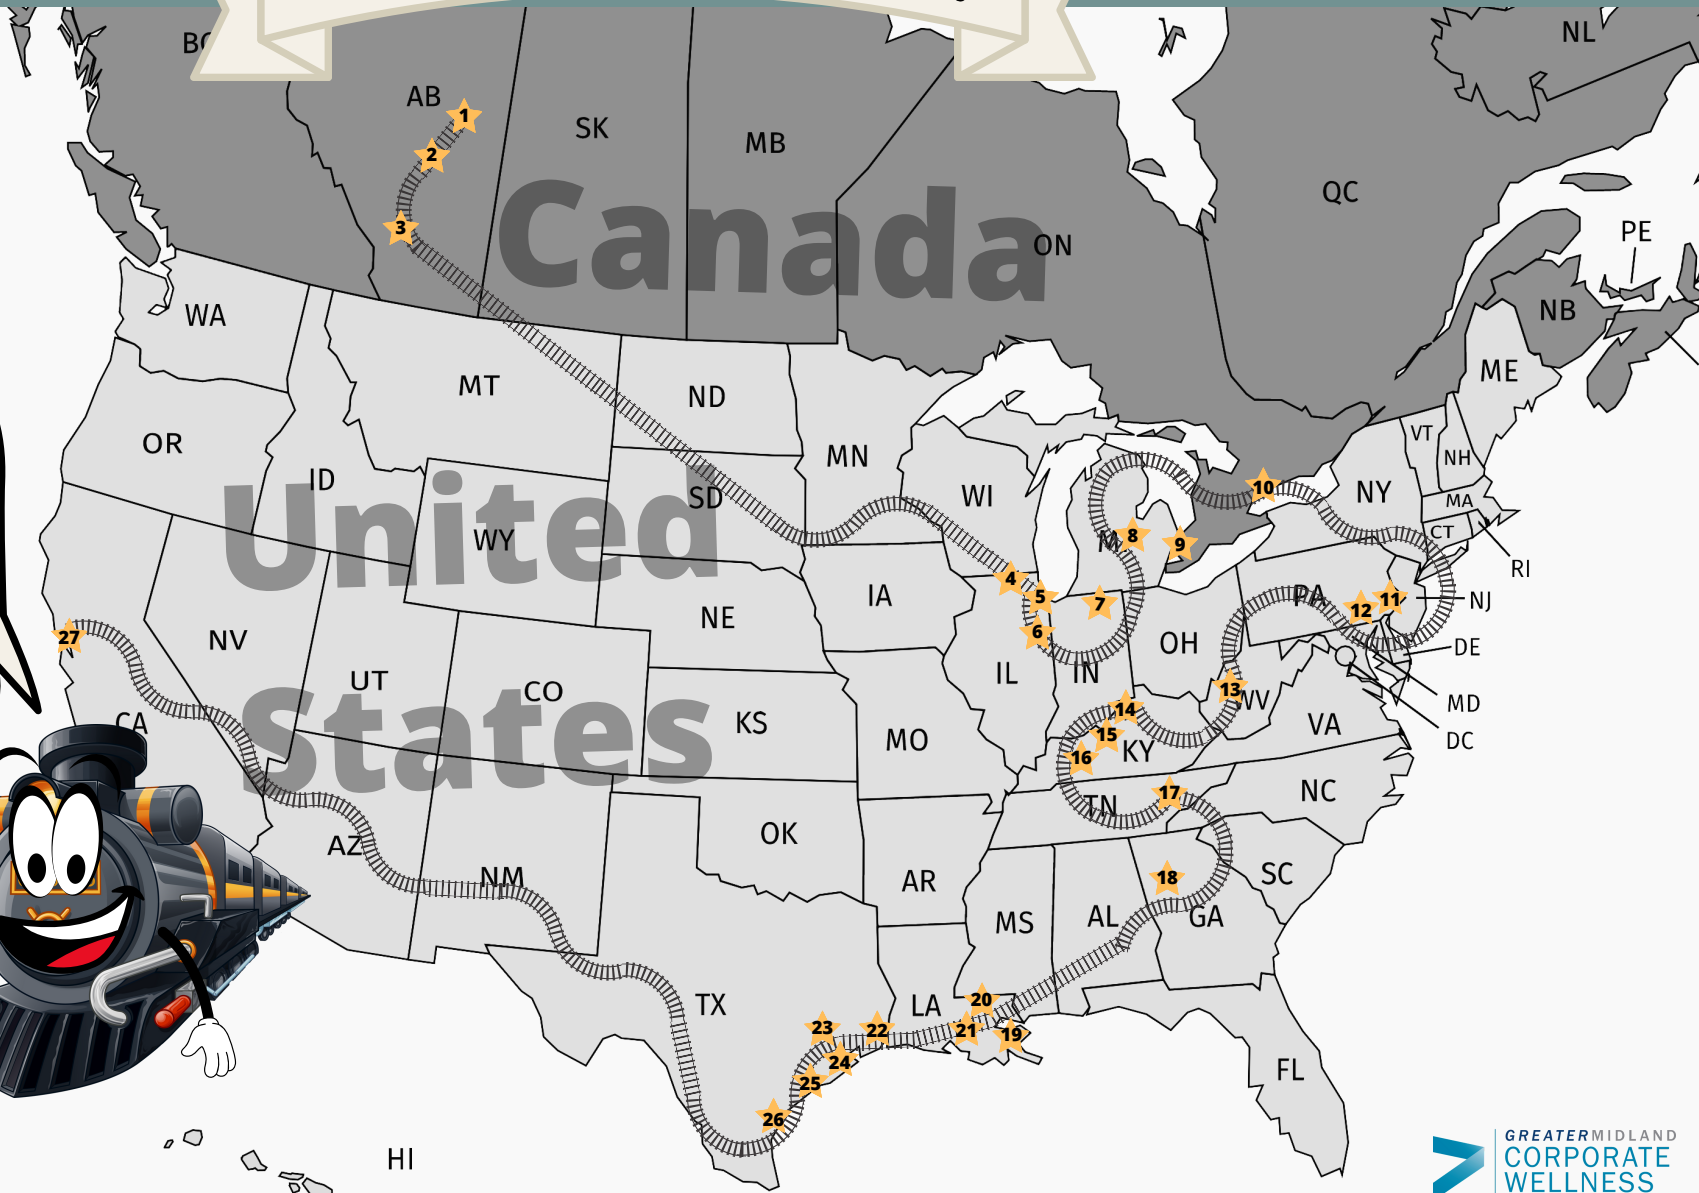 BC
NL
AB
1
SK
2
MB
QC
3
Canada
ON
PE
WA
NB
MT
ME
ND
OR
VT
MN
NH
ID
United
SD
WI
10
NY
MA
WY
CT
8
M
9
RI
4
IA
5
7
PA
12
11
NJ
NE
6
27
NV
OH
DE
IL
IN
UT
CO
States
13
WV
MD
14
CA
KS
15
KY
VA
DC
MO
16
NC
17
TN
OK
AZ
NM
AR
18
SC
MS
AL
GA
TX
LA
20
23
22
21
19
24
25
FL
26
HI
GREATERMIDLAND
CORPORATE
WELLNESS